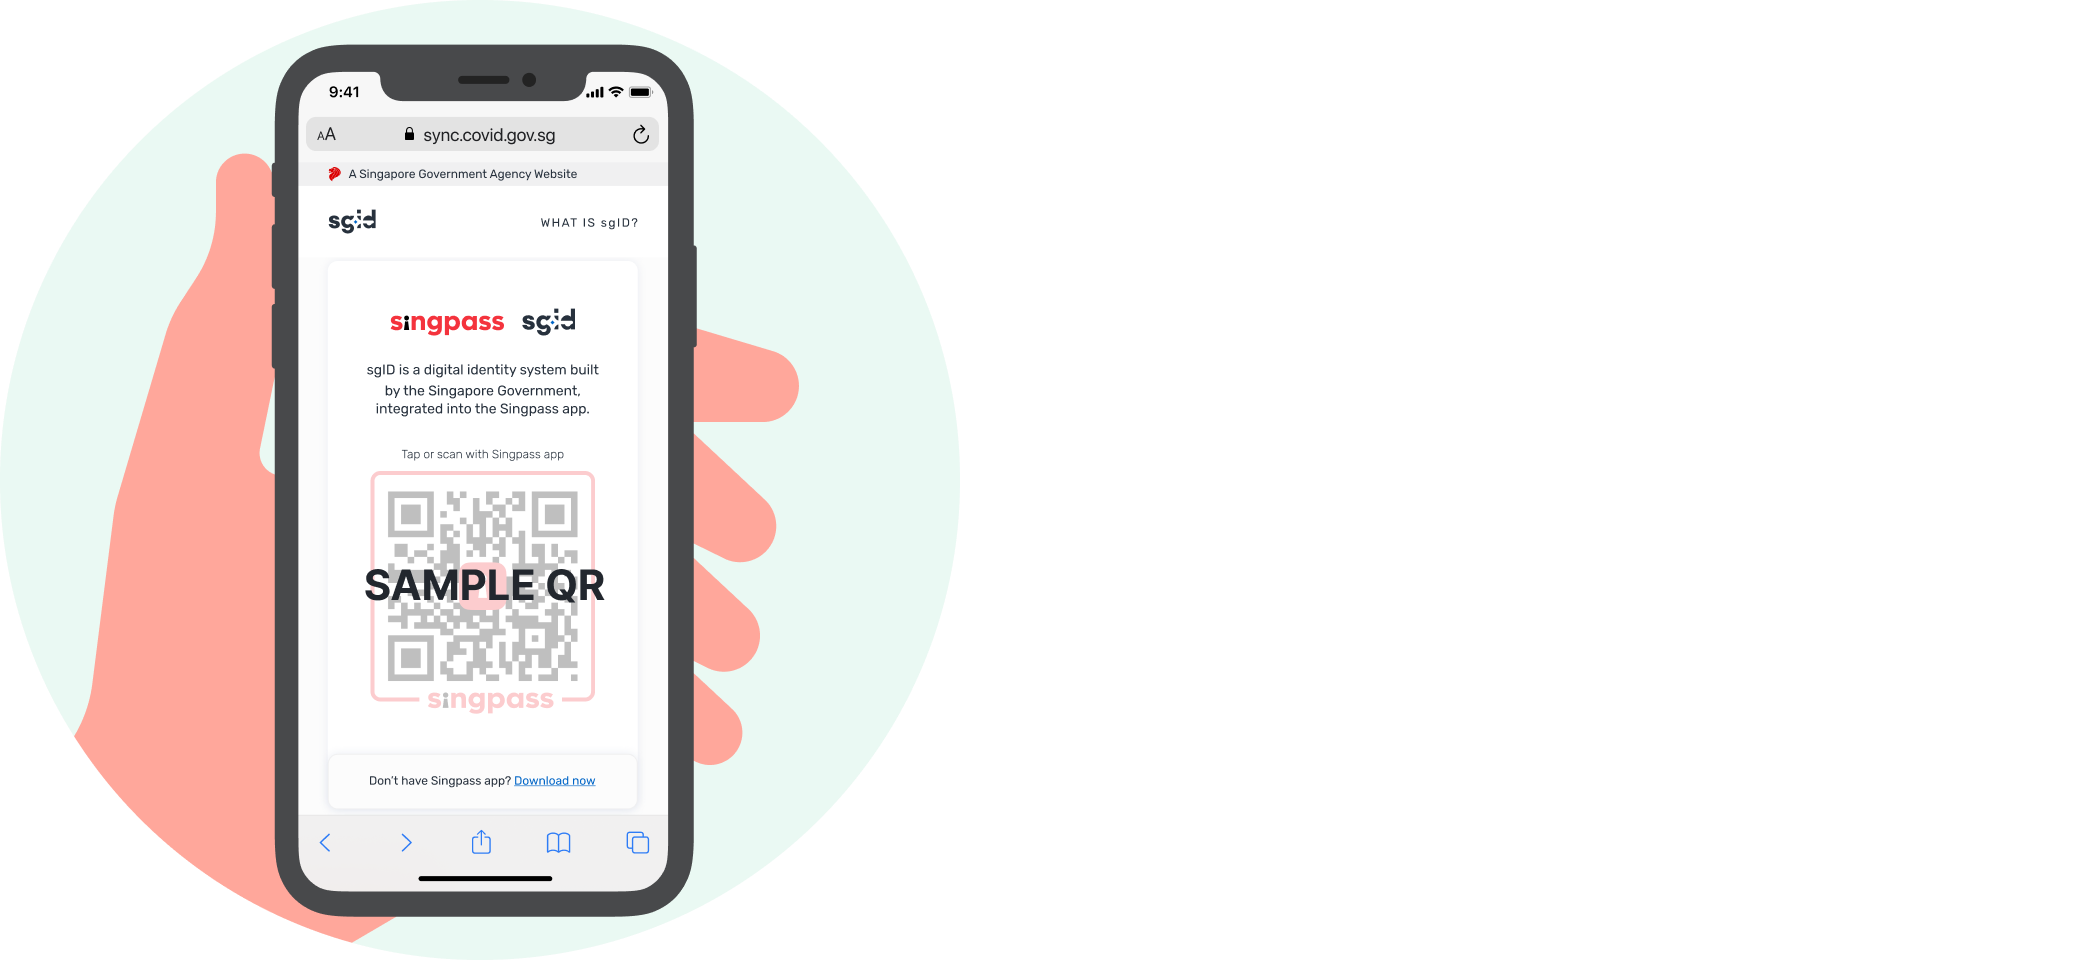 9:41
AA sync.covid.gov.sg
A Singapore Government Agency Website
sgid WHAT IS sgID?
singpass sgid
sgID is a digital identity system built
by the Singapore Government,
integrated into the Singpass app.
Tap or scan with Singpass app
SAMPLE QR
singpass
Don't have Singpass app? Download now